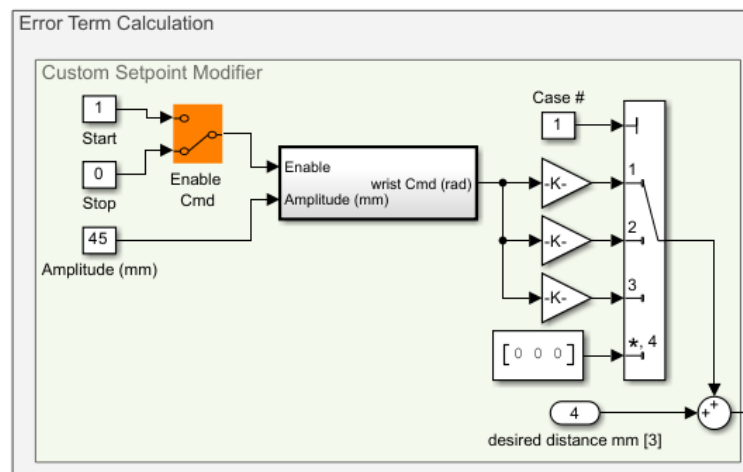 Error Term Calculation
Custom Setpoint Modifier
1
Start
0
Stop
Enable
Cmd
45
Amplitude (mm)
Enable
Amplitude (mm)
wrist Cmd (rad)
Case #
1
-K-
1
-K-
2
-K-
3
[ 0 0 0 ]
*, 4
4
desired distance mm [3]
+
+